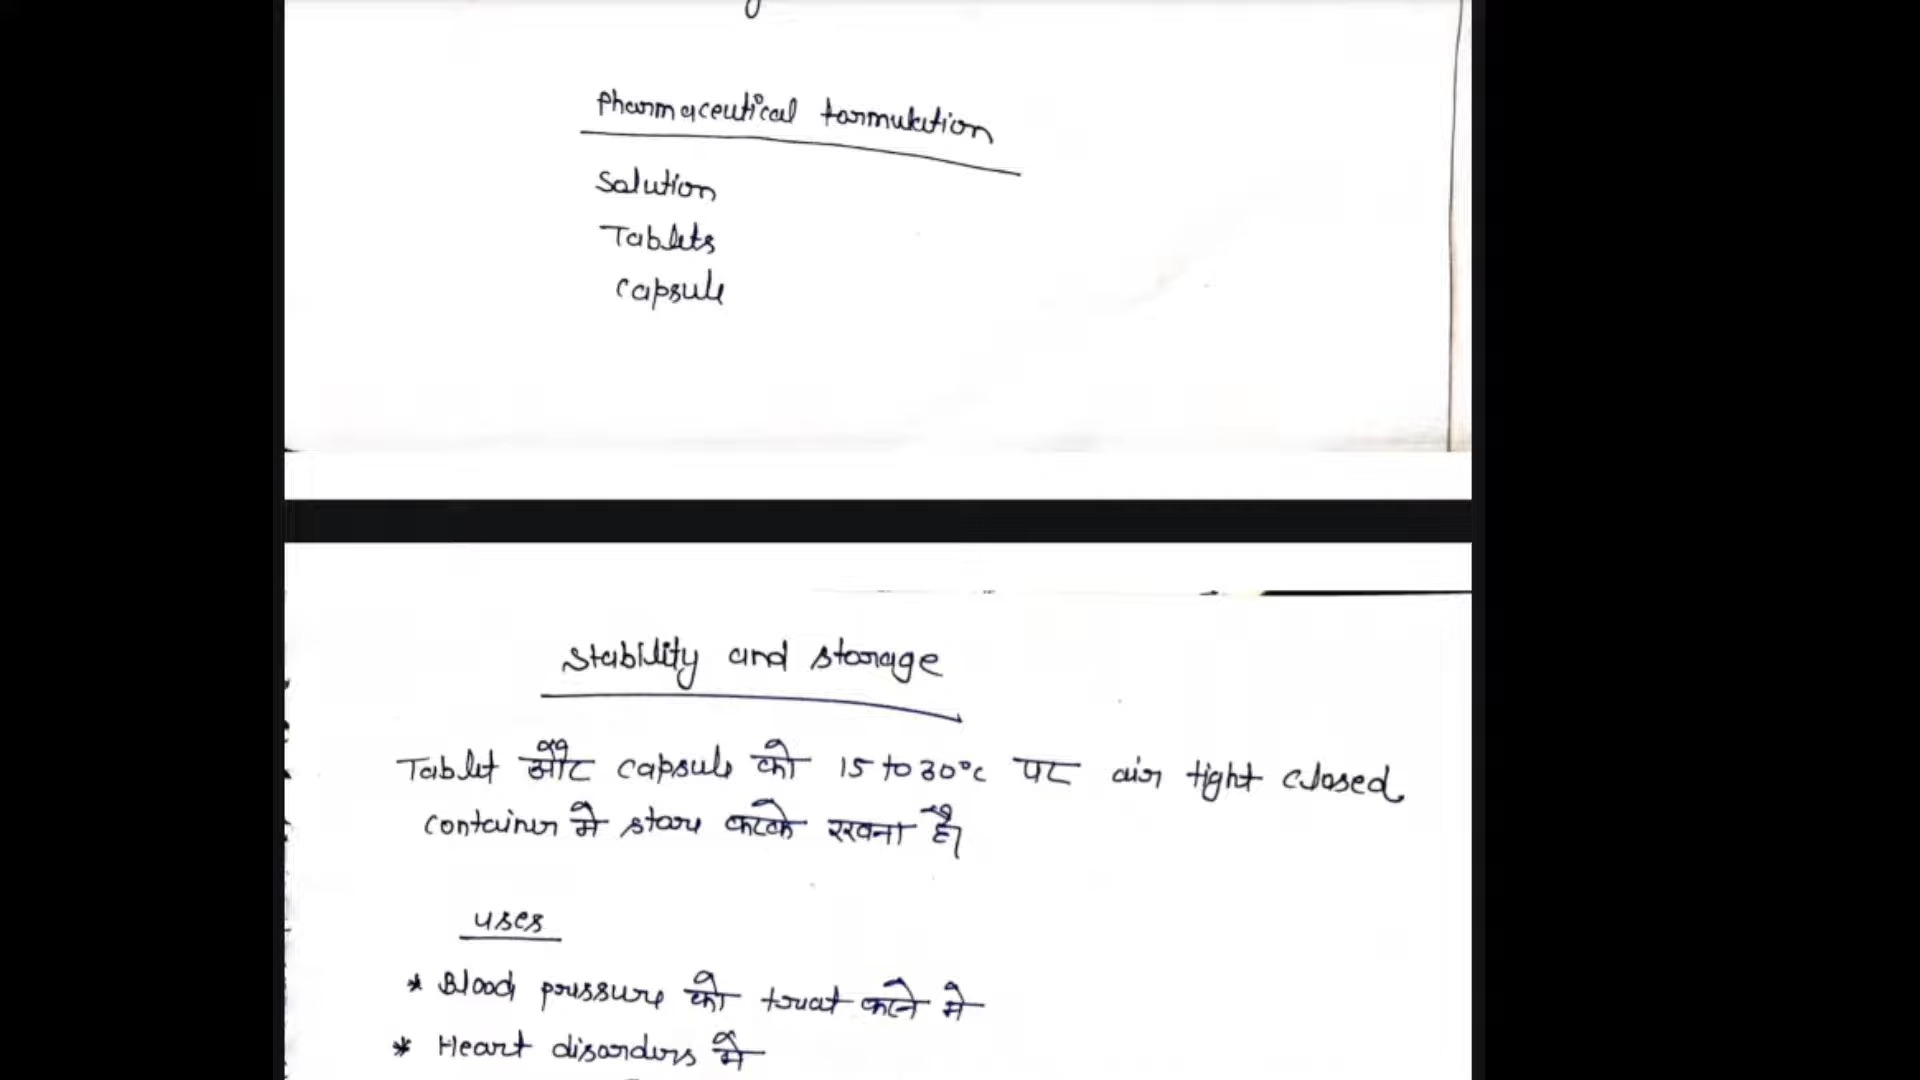 Pharmaceutical formulation
Solution
Tablets
Capsule
Stability and storage
Tablet और capsule को 15 to 30°C पर air tight closed
container मे store करके रखना है।
uses
* Blood pressure को treat करने मे
* Heart disorders मे